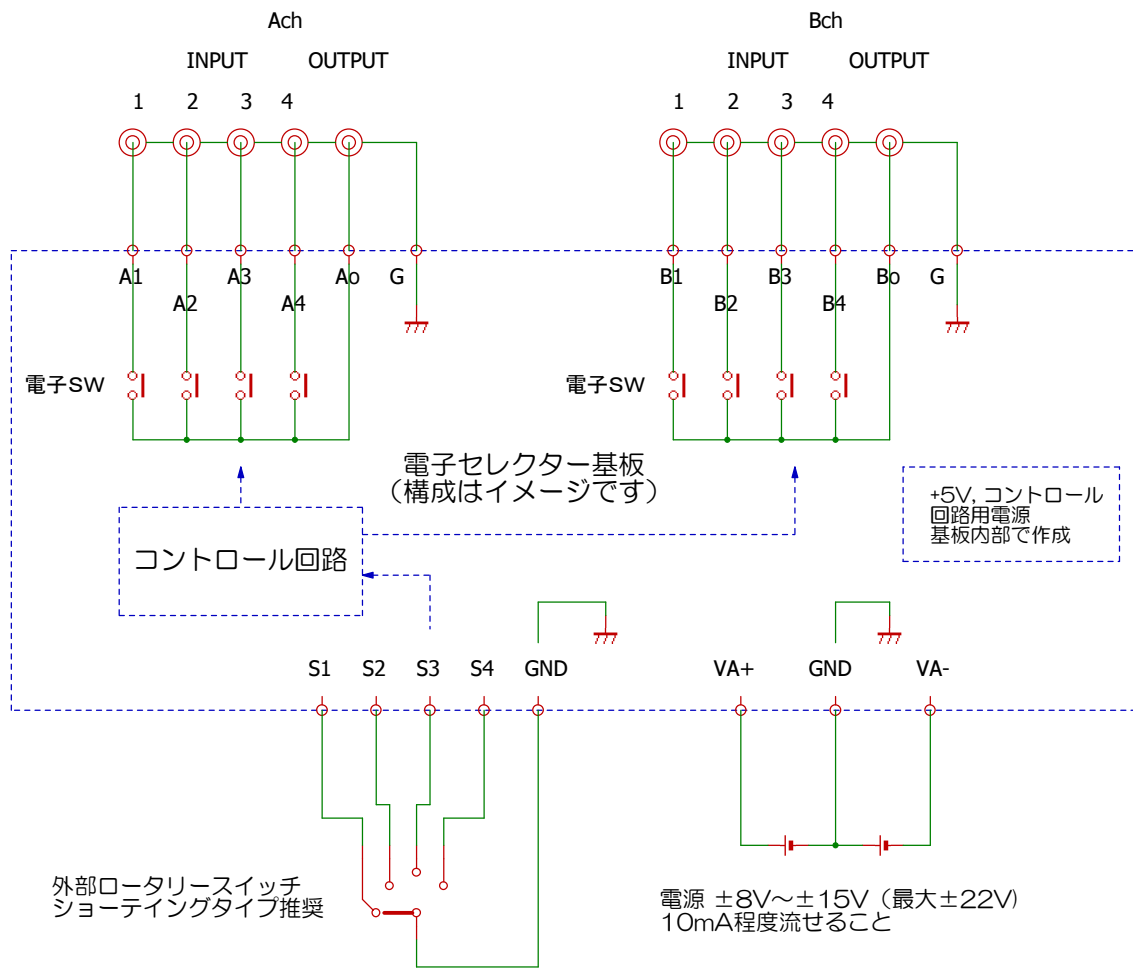 Ach
Bch
INPUT OUTPUT
INPUT OUTPUT
1 2 3 4
1 2 3 4
A1 A3 Ao G
A2 A4
B1 B3 Bo G
B2 B4
電子SW
電子SW
電子セレクター基板
(構成はイメージです)
+5V, コントロール
回路用電源
基板内部で作成
コントロール回路
S1 S2 S3 S4 GND
VA+ GND VA-
外部ロータリースイッチ
ショーテイングタイプ推奨
電源 ±8V〜±15V (最大±22V)
10mA程度流せること